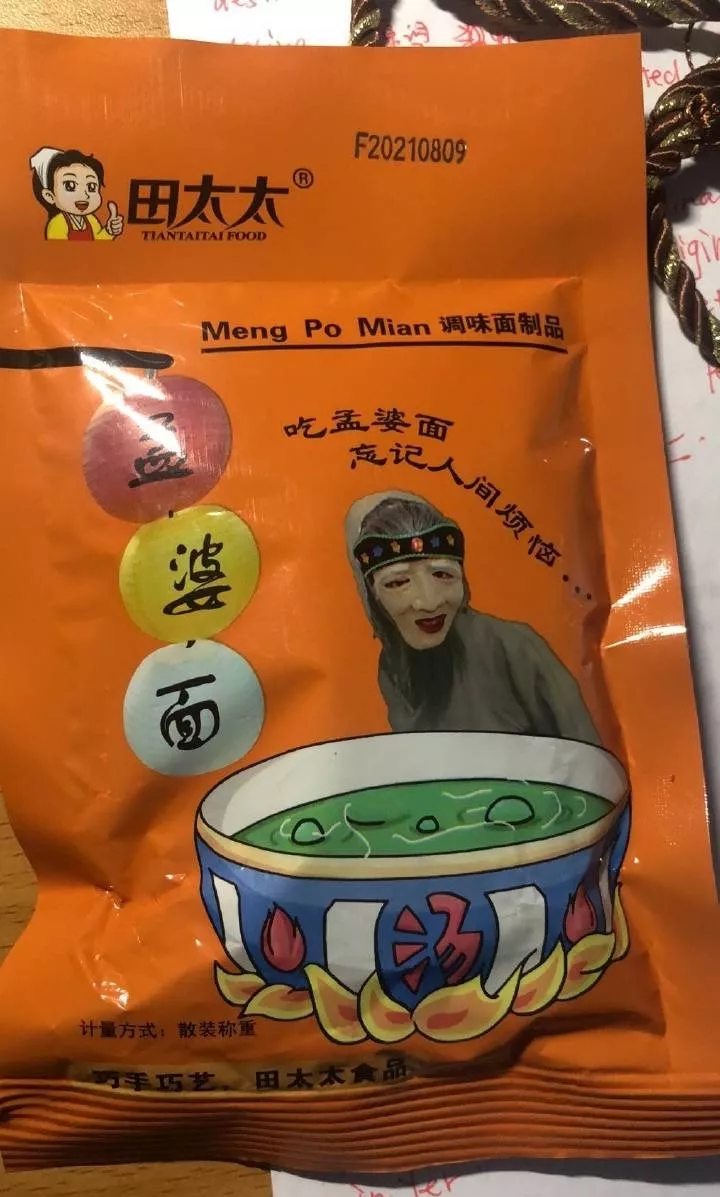 F20210809
田太太®
TIANTAITAI FOOD
Meng Po Mian 调味面制品
孟婆面
吃孟婆面
忘记人间烦恼...
汤
计量方式：散装称重
巧手巧艺，田太太食品